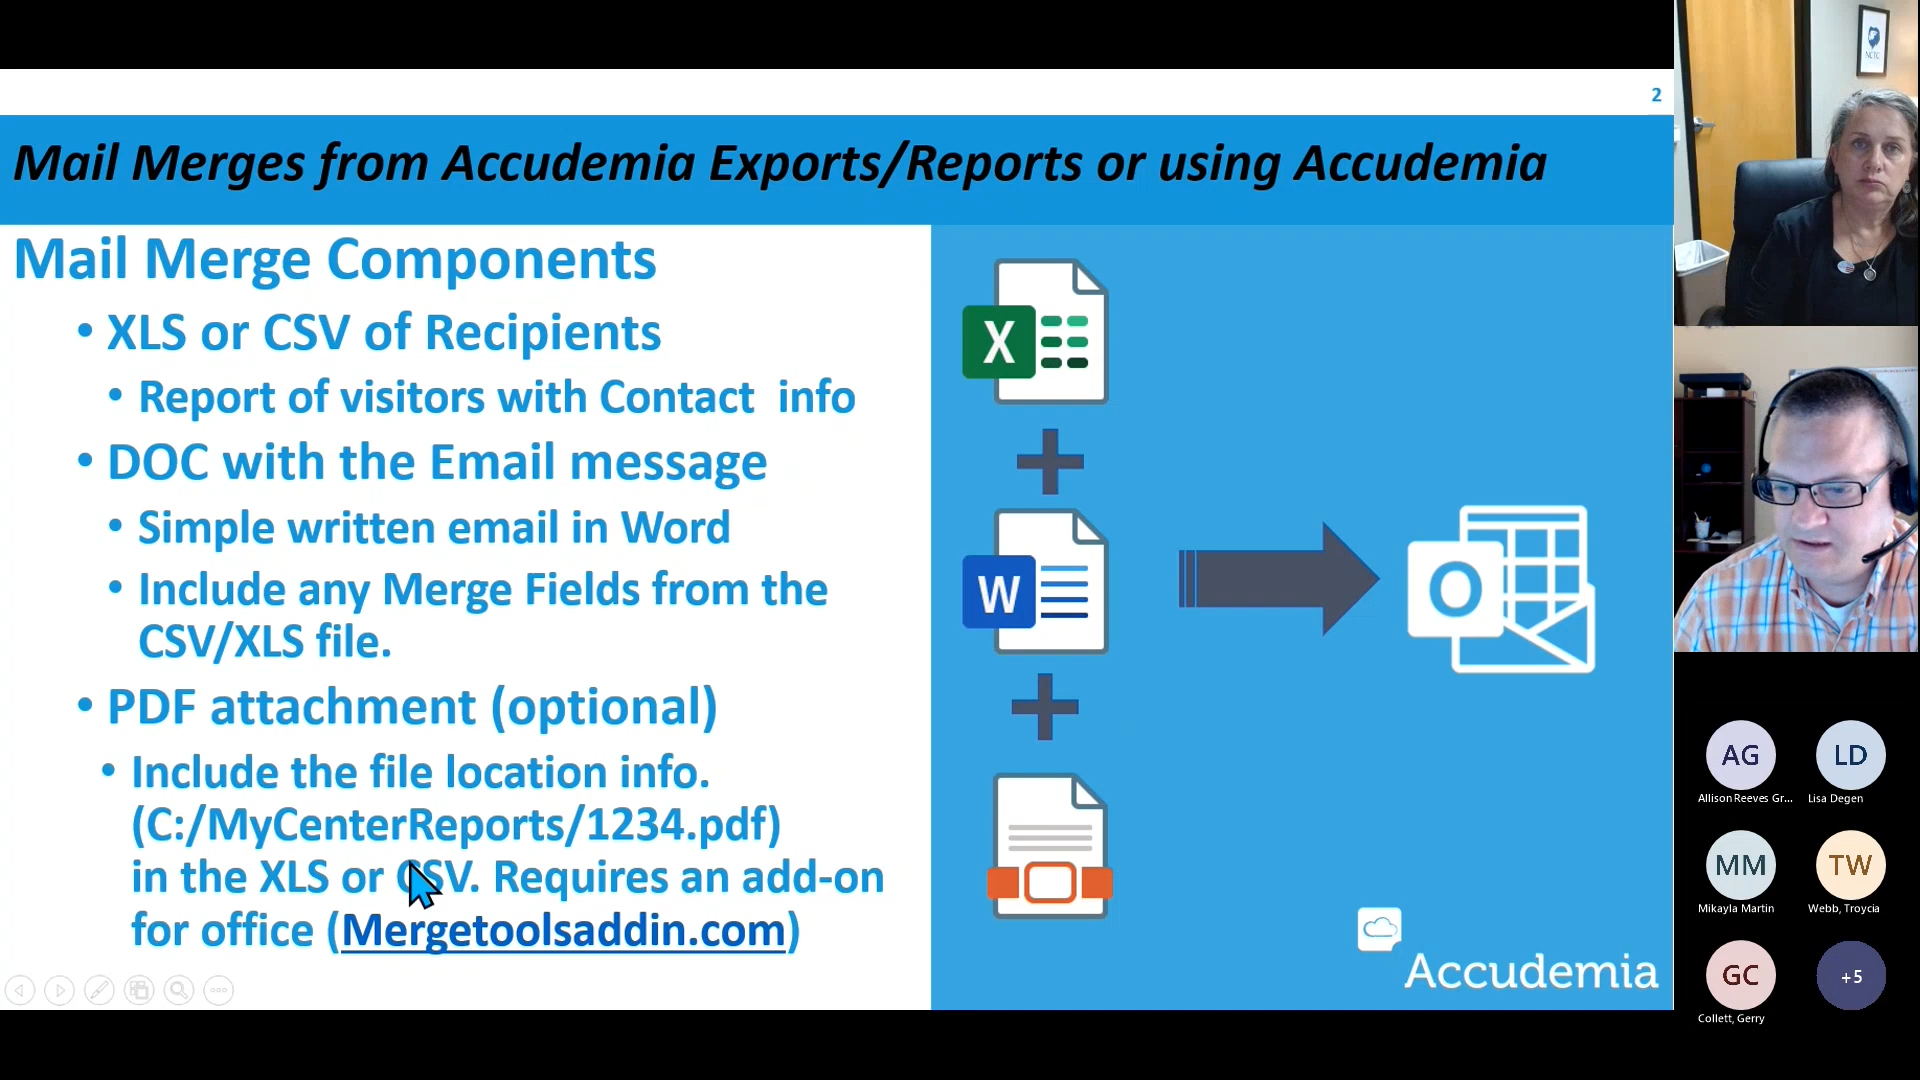 2
Mail Merges from Accudemia Exports/Reports or using Accudemia
Mail Merge Components
• XLS or CSV of Recipients
• Report of visitors with Contact info
• DOC with the Email message
• Simple written email in Word
• Include any Merge Fields from the
CSV/XLS file.
• PDF attachment (optional)
• Include the file location info.
(C:/MyCenterReports/1234.pdf)
in the XLS or CSV. Requires an add-on
for office (Mergetoolsaddin.com)
X
W
O
Accudemia
NCTC
AG
LD
Allison Reeves Gr...
Lisa Degen
MM
TW
Mikayla Martin
Webb, Troycia
GC
+5
Collett, Gerry